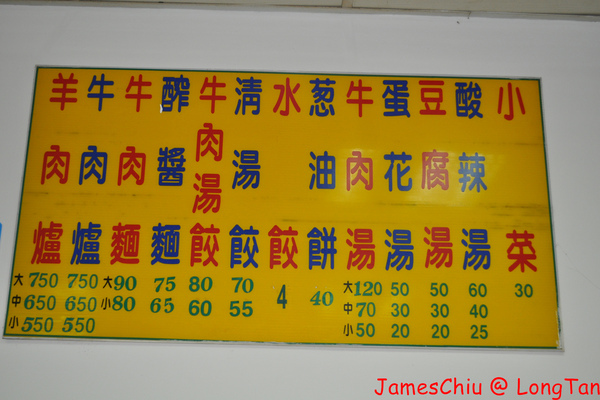 羊肉爐
牛肉爐
牛肉麵
醡醬麵
牛肉湯餃
清湯餃
水餃
葱油餅
牛肉湯
蛋花湯
豆腐湯
酸辣湯
小菜
大750 750 大90 75 80 70 4 40 大120 50 50 60 30
中650 650 小80 65 60 55 中70 30 30 40
小550 550 小50 20 20 25
JamesChiu @ LongTan